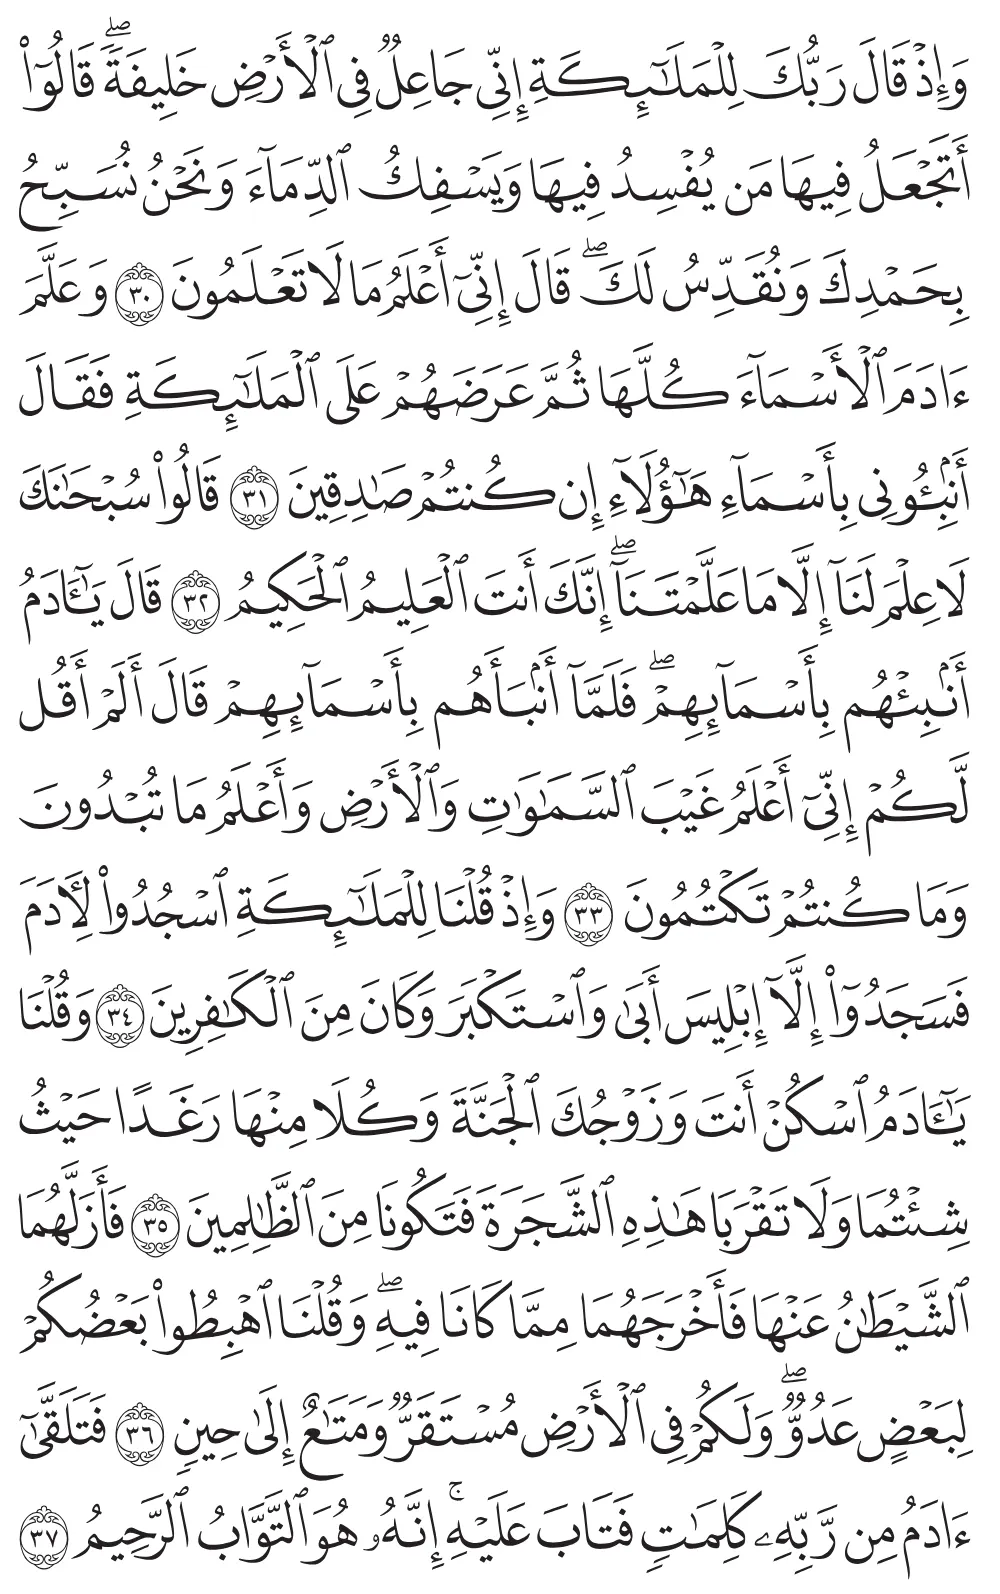 وَإِذۡ قَالَ رَبُّكَ لِلۡمَلَٰٓئِكَةِ إِنِّي جَاعِلٞ فِي ٱلۡأَرۡضِ خَلِيفَةٗۖ قَالُوٓاْ
أَتَجۡعَلُ فِيهَا مَن يُفۡسِدُ فِيهَا وَيَسۡفِكُ ٱلدِّمَآءَ وَنَحۡنُ نُسَبِّحُ
بِحَمۡدِكَ وَنُقَدِّسُ لَكَۖ قَالَ إِنِّيٓ أَعۡلَمُ مَا لَا تَعۡلَمُونَ ٣٠ وَعَلَّمَ
ءَادَمَ ٱلۡأَسۡمَآءَ كُلَّهَا ثُمَّ عَرَضَهُمۡ عَلَى ٱلۡمَلَٰٓئِكَةِ فَقَالَ
أَنۢبِـُٔونِي بِأَسۡمَآءِ هَٰٓؤُلَآءِ إِن كُنتُمۡ صَٰدِقِينَ ٣١ قَالُواْ سُبۡحَٰنَكَ
لَا عِلۡمَ لَنَآ إِلَّا مَا عَلَّمۡتَنَآۖ إِنَّكَ أَنتَ ٱلۡعَلِيمُ ٱلۡحَكِيمُ ٣٢ قَالَ يَٰٓـَٔادَمُ
أَنۢبِئۡهُم بِأَسۡمَآئِهِمۡۖ فَلَمَّآ أَنۢبَأَهُم بِأَسۡمَآئِهِمۡ قَالَ أَلَمۡ أَقُل
لَّكُمۡ إِنِّيٓ أَعۡلَمُ غَيۡبَ ٱلسَّمَٰوَٰتِ وَٱلۡأَرۡضِ وَأَعۡلَمُ مَا تُبۡدُونَ
وَمَا كُنتُمۡ تَكۡتُمُونَ ٣٣ وَإِذۡ قُلۡنَا لِلۡمَلَٰٓئِكَةِ ٱسۡجُدُواْ لِأٓدَمَ
فَسَجَدُوٓاْ إِلَّآ إِبۡلِيسَ أَبَىٰ وَٱسۡتَكۡبَرَ وَكَانَ مِنَ ٱلۡكَٰفِرِينَ ٣٤ وَقُلۡنَا
يَٰٓـَٔادَمُ ٱسۡكُنۡ أَنتَ وَزَوۡجُكَ ٱلۡجَنَّةَ وَكُلَا مِنۡهَا رَغَدًا حَيۡثُ
شِئۡتُمَا وَلَا تَقۡرَبَا هَٰذِهِ ٱلشَّجَرَةَ فَتَكُونَا مِنَ ٱلظَّٰلِمِينَ ٣٥ فَأَزَلَّهُمَا
ٱلشَّيۡطَٰنُ عَنۡهَا فَأَخۡرَجَهُمَا مِمَّا كَانَا فِيهِۖ وَقُلۡنَا ٱهۡبِطُواْ بَعۡضُكُمۡ
لِبَعۡضٍ عَدُوّٞۖ وَلَكُمۡ فِي ٱلۡأَرۡضِ مُسۡتَقَرّٞ وَمَتَٰعٌ إِلَىٰ حِينٖ ٣٦ فَتَلَقَّىٰٓ
ءَادَمُ مِن رَّبِّهِۦ كَلِمَٰتٖ فَتَابَ عَلَيۡهِۚ إِنَّهُۥ هُوَ ٱلتَّوَّابُ ٱلرَّحِيمُ ٣٧